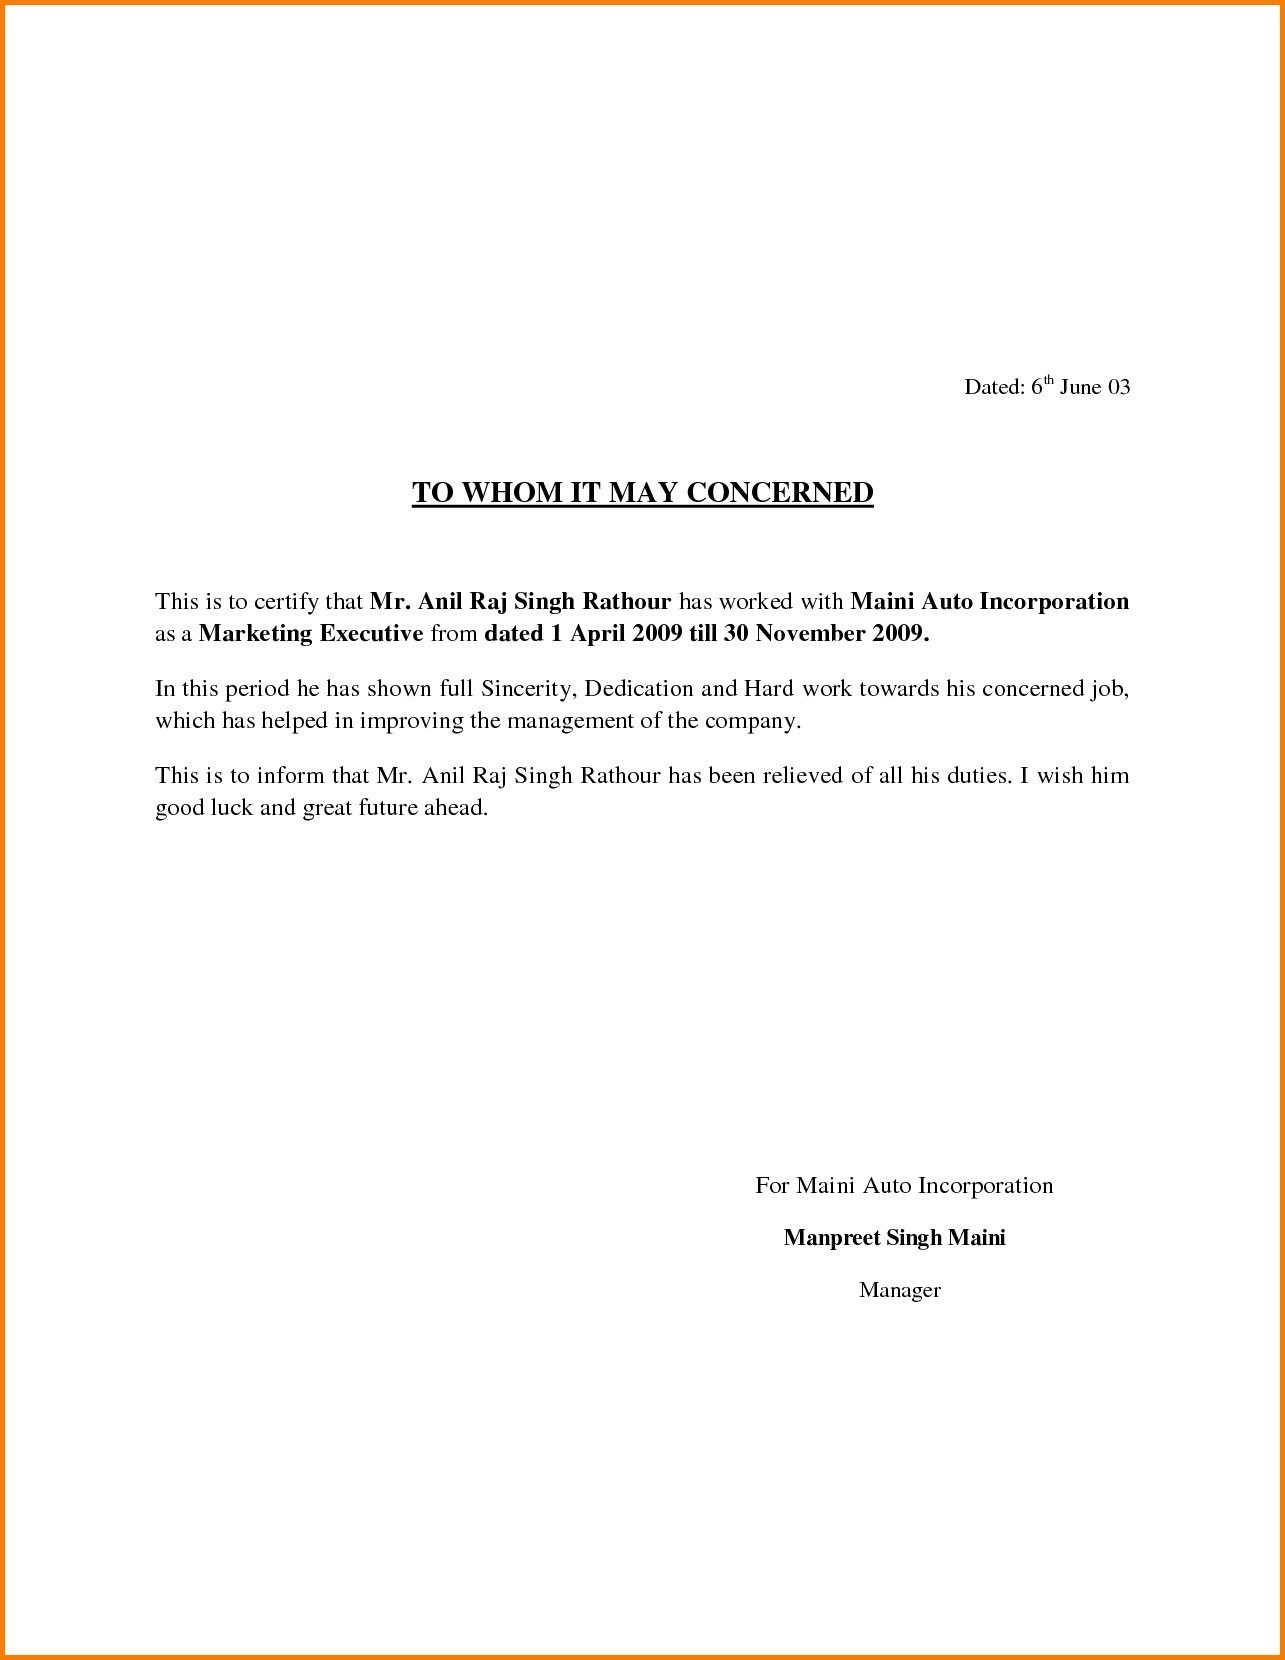 Dated: 6th June 03
TO WHOM IT MAY CONCERNED
This is to certify that Mr. Anil Raj Singh Rathour has worked with Maini Auto Incorporation
as a Marketing Executive from dated 1 April 2009 till 30 November 2009.
In this period he has shown full Sincerity, Dedication and Hard work towards his concerned job,
which has helped in improving the management of the company.
This is to inform that Mr. Anil Raj Singh Rathour has been relieved of all his duties. I wish him
good luck and great future ahead.
For Maini Auto Incorporation
Manpreet Singh Maini
Manager